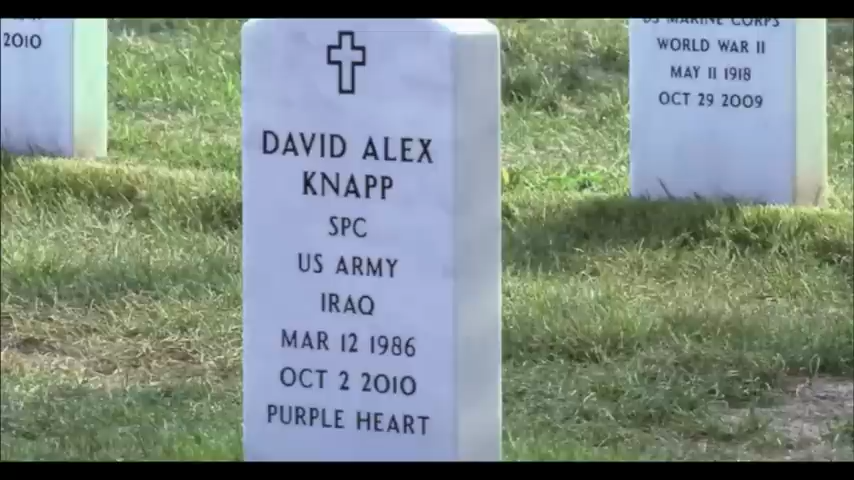 2010
DAVID ALEX
KNAPP
SPC
US ARMY
IRAQ
MAR 12 1986
OCT 2 2010
PURPLE HEART
US MARINE CORPS
WORLD WAR II
MAY 11 1918
OCT 29 2009